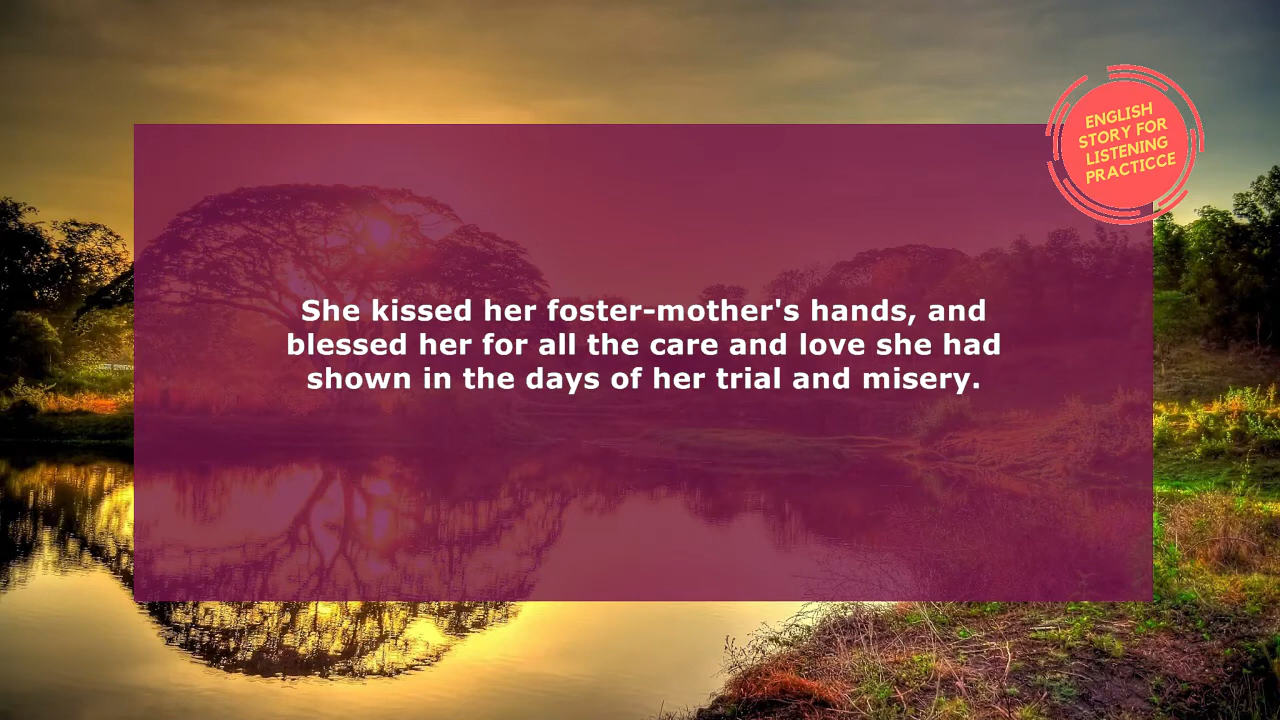 ENGLISH
STORY FOR
LISTENING
PRACTICCE
She kissed her foster-mother's hands, and
blessed her for all the care and love she had
shown in the days of her trial and misery.